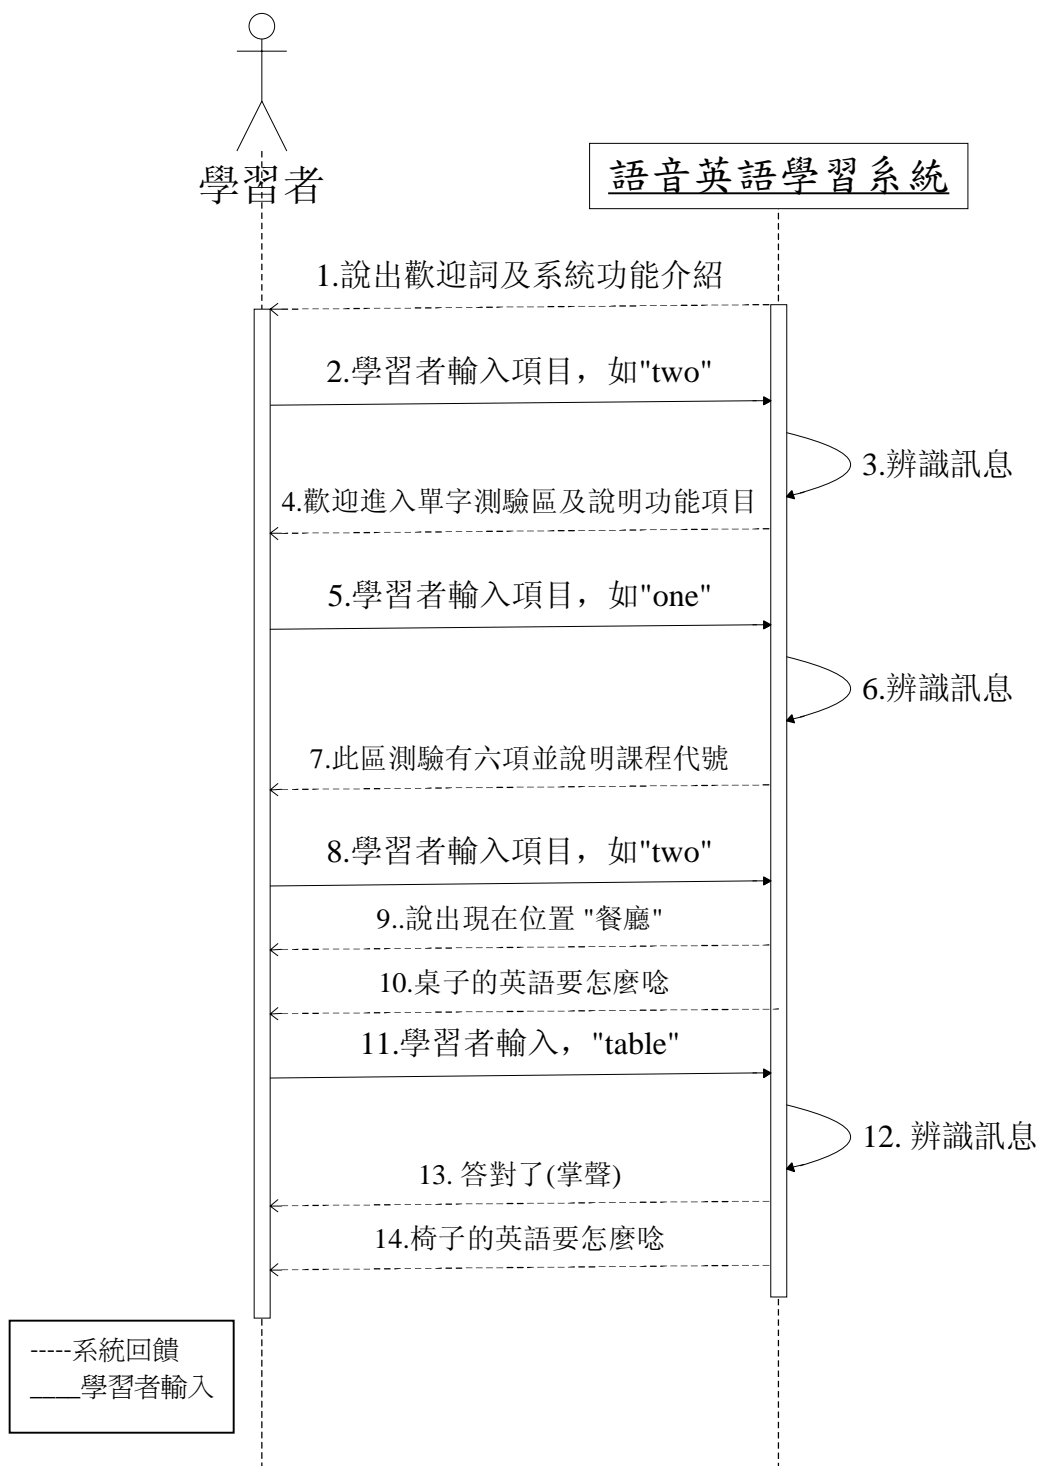 學習者
語音英語學習系統
1.說出歡迎詞及系統功能介紹
2.學習者輸入項目，如"two"
3.辨識訊息
4.歡迎進入單字測驗區及說明功能項目
5.學習者輸入項目，如"one"
6.辨識訊息
7.此區測驗有六項並說明課程代號
8.學習者輸入項目，如"two"
9..說出現在位置 "餐廳"
10.桌子的英語要怎麼唸
11.學習者輸入，"table"
12. 辨識訊息
13. 答對了(掌聲)
14.椅子的英語要怎麼唸
-----系統回饋
____學習者輸入